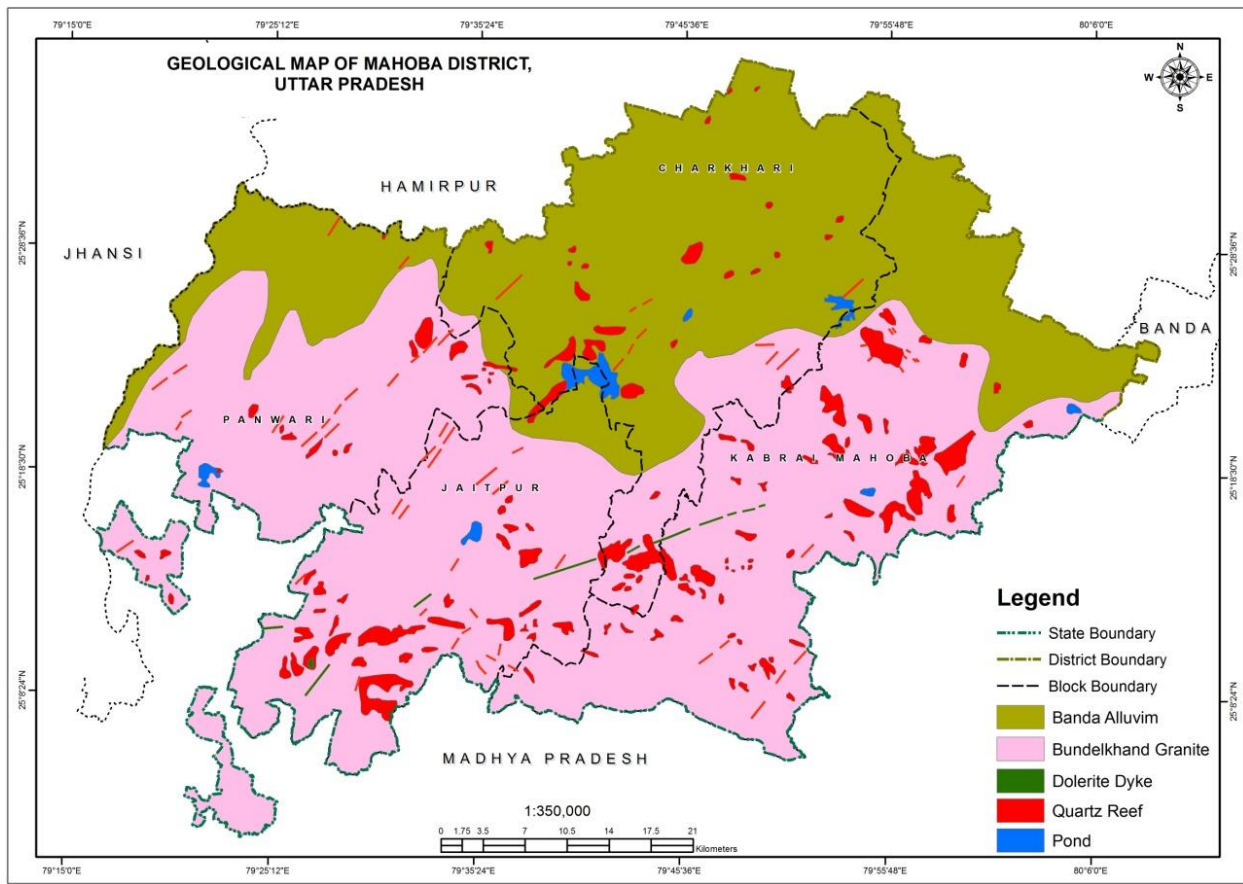 79°15'0"E 79°25'12"E 79°35'24"E 79°45'36"E 79°55'48"E 80°6'0"E
GEOLOGICAL MAP OF MAHOBA DISTRICT,
UTTAR PRADESH
N
W E
S
CHARKHARI
HAMIRPUR
25°28'36"N 25°28'36"N
JHANSI
BANDA
PANWARI
KABRAI MAHOBA
25°18'30"N 25°18'30"N
JAITPUR
Legend
State Boundary
District Boundary
Block Boundary
Banda Alluvim
Bundelkhand Granite
Dolerite Dyke
Quartz Reef
Pond
25°8'24"N 25°8'24"N
MADHYA PRADESH
1:350,000
0 1.75 3.5 7 10.5 14 17.5 21
Kilometers
79°15'0"E 79°25'12"E 79°35'24"E 79°45'36"E 79°55'48"E 80°6'0"E